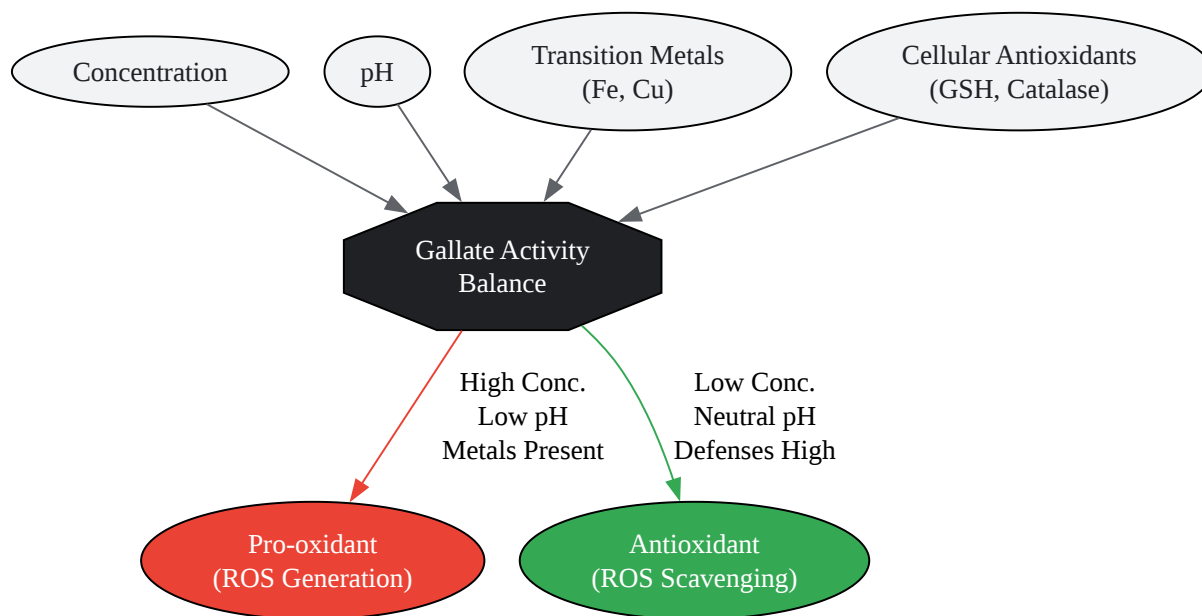 Concentration
pH
Transition Metals
(Fe, Cu)
Cellular Antioxidants
(GSH, Catalase)
Gallate Activity
Balance
High Conc.
Low pH
Metals Present
Low Conc.
Neutral pH
Defenses High
Pro-oxidant
(ROS Generation)
Antioxidant
(ROS Scavenging)